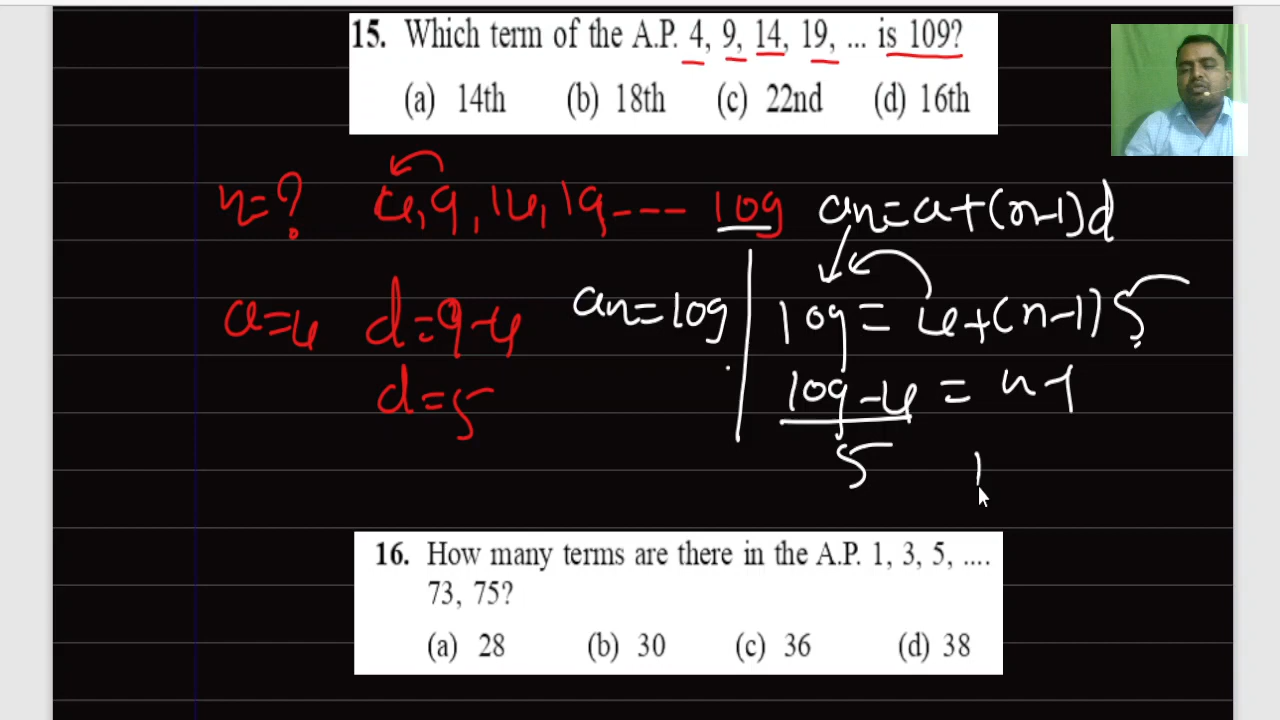 15. Which term of the A.P. 4, 9, 14, 19, ... is 109?
(a) 14th (b) 18th (c) 22nd (d) 16th
n=? 4, 9, 14, 19---- 109 an=a+(n-1)d
a=4 d=9-4 an=109 109= 4+(n-1)5
d=5 109-4 = n-1
5 1
16. How many terms are there in the A.P. 1, 3, 5, ....
73, 75?
(a) 28 (b) 30 (c) 36 (d) 38